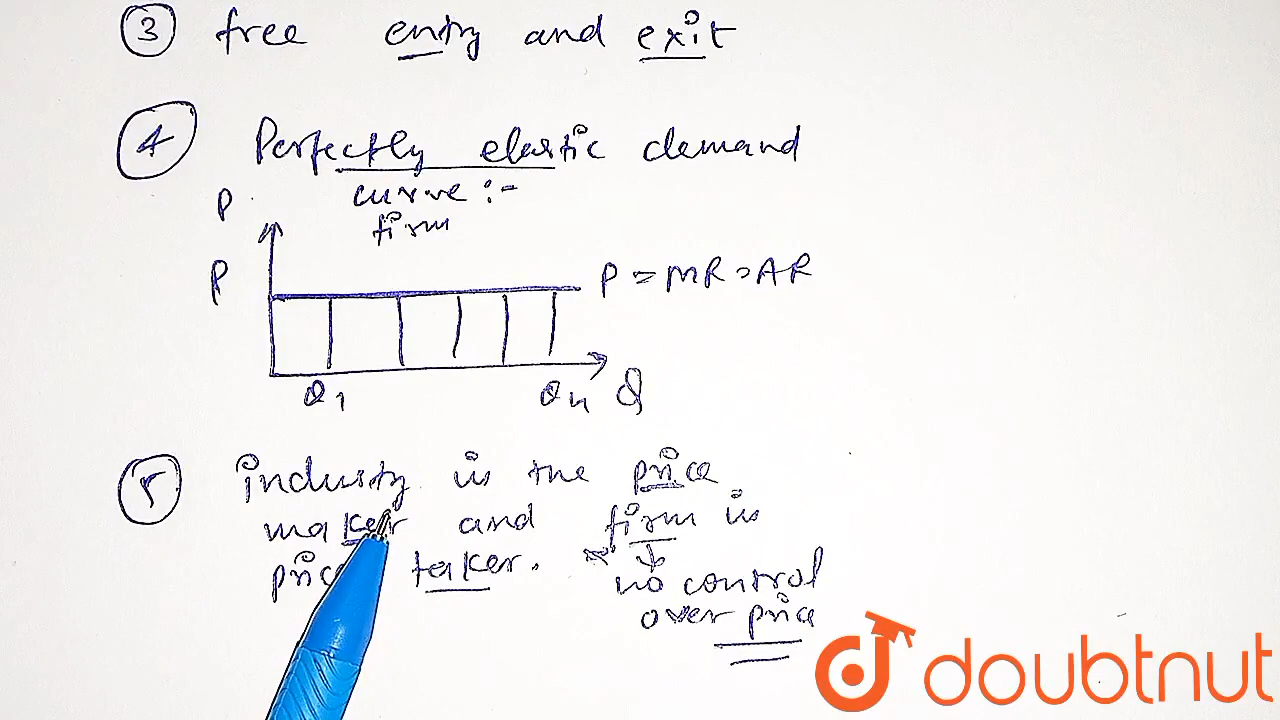 ③ free entry and exit
④ Perfectly elastic demand
curve :-
firm
P
P
P = MR = AR
Q1
Qn Q
⑤ industry is the price
maker and firm is
price taker.
no control
over price
doubtnut